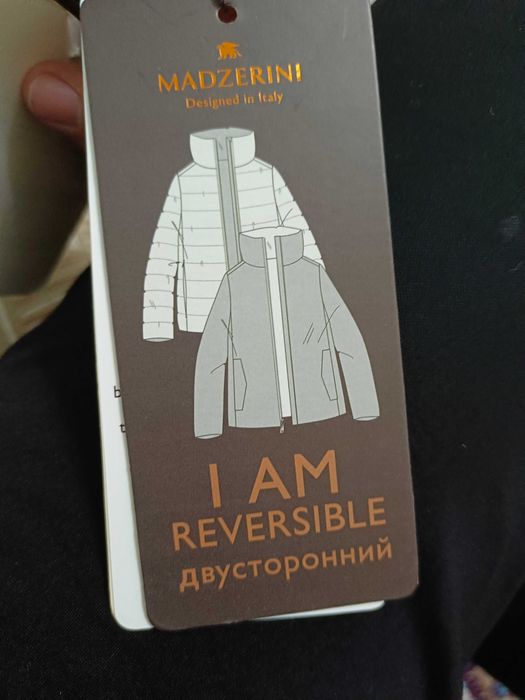 MADZERINI
Designed in Italy
I AM
REVERSIBLE
двусторонний